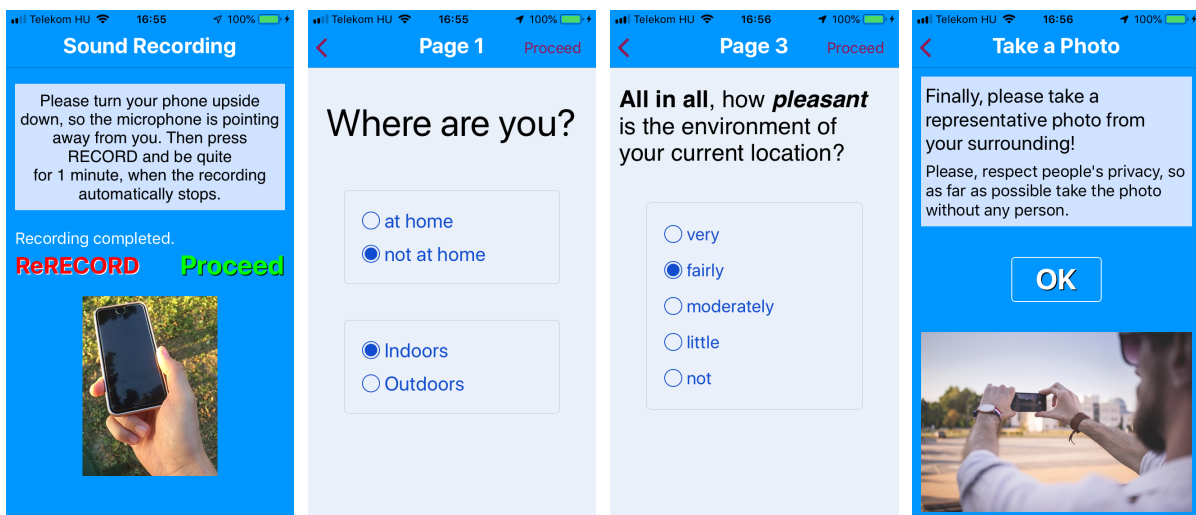 Telekom HU 16:55 100%
Sound Recording
Please turn your phone upside
down, so the microphone is pointing
away from you. Then press
RECORD and be quite
for 1 minute, when the recording
automatically stops.
Recording completed.
ReRECORD Proceed
Telekom HU 16:55 100%
Page 1 Proceed
Where are you?
at home
not at home
Indoors
Outdoors
Telekom HU 16:56 100%
Page 3 Proceed
All in all, how pleasant
is the environment of
your current location?
very
fairly
moderately
little
not
Telekom HU 16:56 100%
Take a Photo
Finally, please take a
representative photo from
your surrounding!
Please, respect people's privacy, so
as far as possible take the photo
without any person.
OK